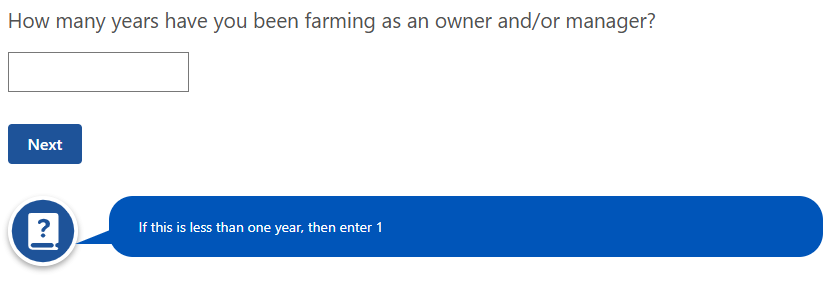 How many years have you been farming as an owner and/or manager?
Next
?
If this is less than one year, then enter 1